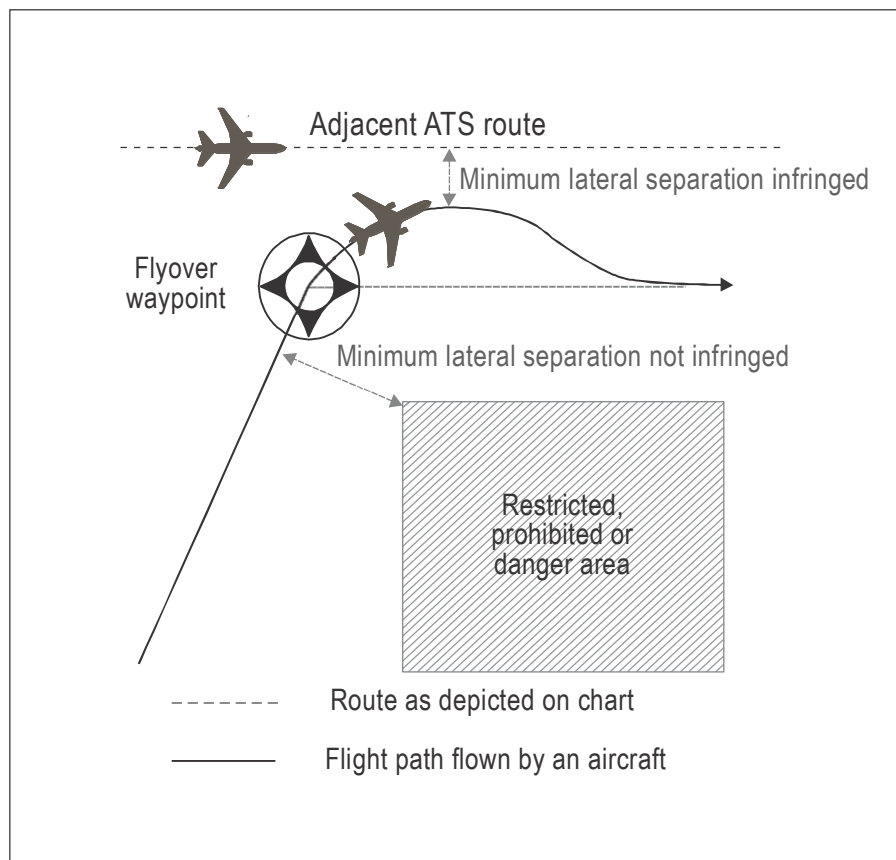 Adjacent ATS route
Minimum lateral separation infringed
Flyover
waypoint
Minimum lateral separation not infringed
Restricted,
prohibited or
danger area
Route as depicted on chart
Flight path flown by an aircraft